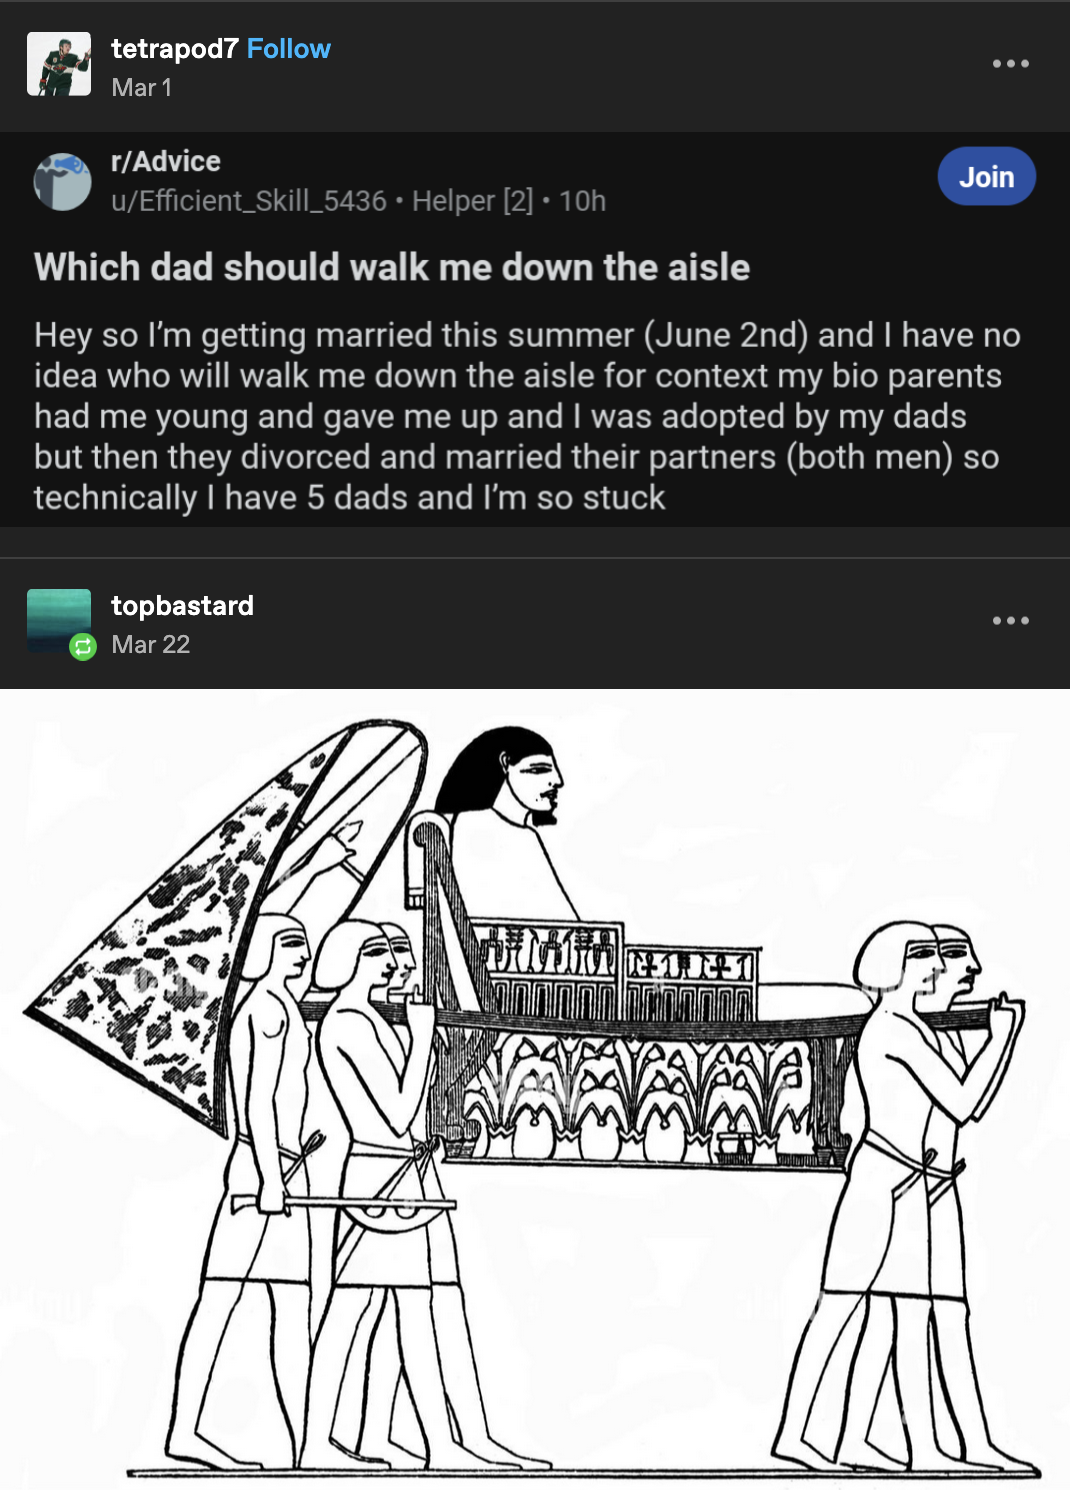 tetrapod7 Follow
Mar 1
r/Advice
u/Efficient_Skill_5436 • Helper [2] • 10h
Join
Which dad should walk me down the aisle
Hey so I’m getting married this summer (June 2nd) and I have no
idea who will walk me down the aisle for context my bio parents
had me young and gave me up and I was adopted by my dads
but then they divorced and married their partners (both men) so
technically I have 5 dads and I’m so stuck
topbastard
Mar 22